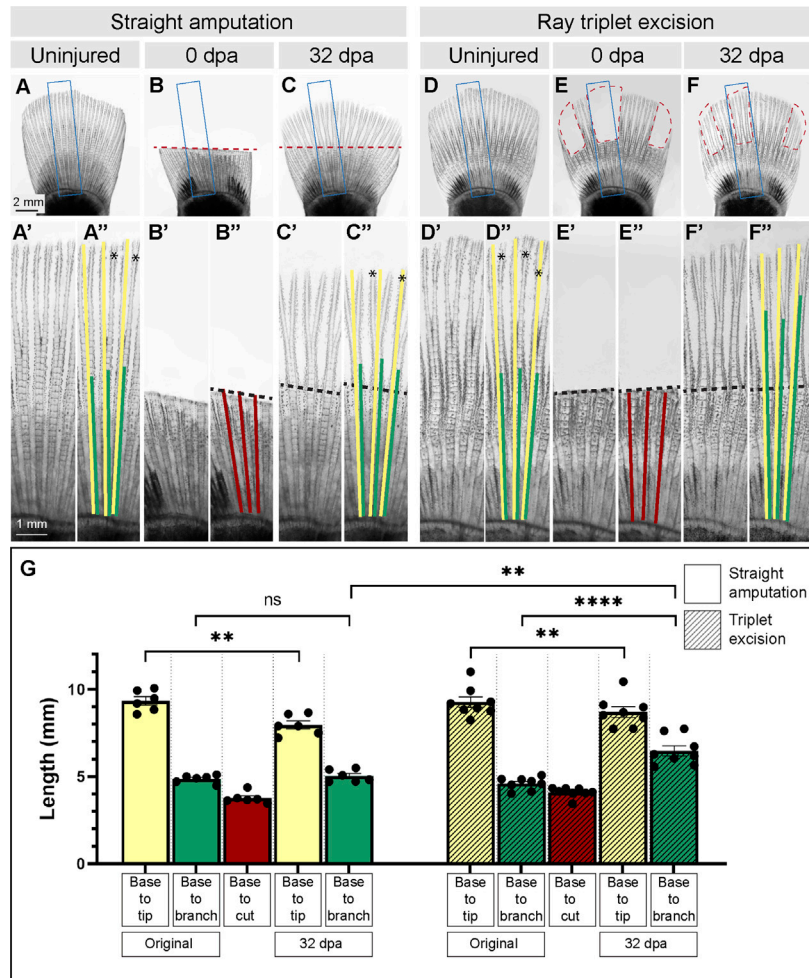 Straight amputation
Ray triplet excision
Uninjured
0 dpa
32 dpa
Uninjured
0 dpa
32 dpa
A
B
C
D
E
F
2 mm
A’
A’’
B’
B’’
C’
C’’
D’
D’’
E’
E’’
F’
F’’
*
*
*
*
*
*
*
1 mm
G
**
Straight
amputation
ns
****
Triplet
excision
**
**
Length (mm)
10
5
0
Base
to
tip
Base
to
branch
Base
to
cut
Base
to
tip
Base
to
branch
Base
to
tip
Base
to
branch
Base
to
cut
Base
to
tip
Base
to
branch
Original
32 dpa
Original
32 dpa